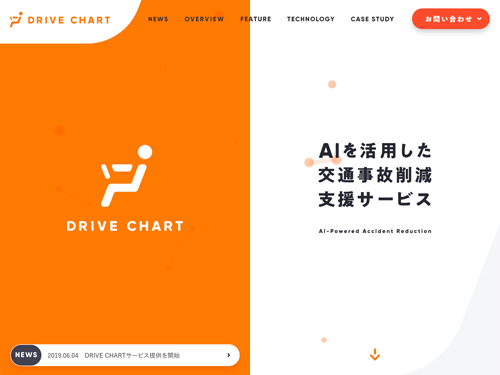 DRIVE CHART
NEWS
OVERVIEW
FEATURE
TECHNOLOGY
CASE STUDY
お問い合わせ
DRIVE CHART
AIを活用した
交通事故削減
支援サービス
AI-Powered Accident Reduction
NEWS
2019.06.04 DRIVE CHARTサービス提供を開始